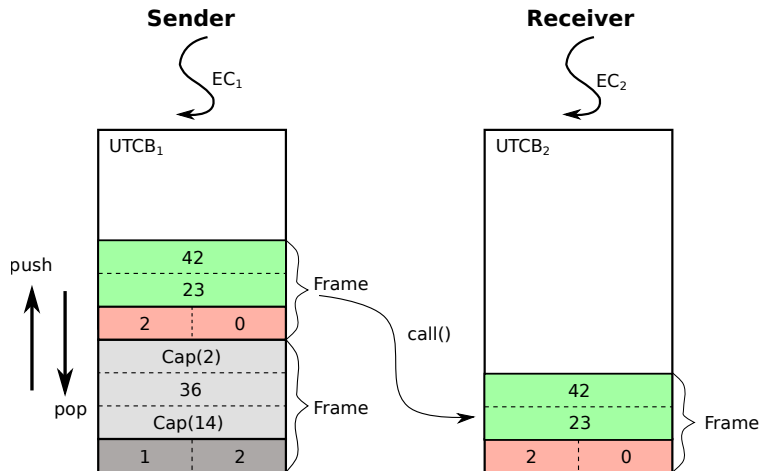 Sender
Receiver
EC₁
EC₂
UTCB₁
UTCB₂
42
23
2 0
Frame
push
pop
call()
Cap(2)
36
Cap(14)
1 2
Frame
42
23
2 0
Frame